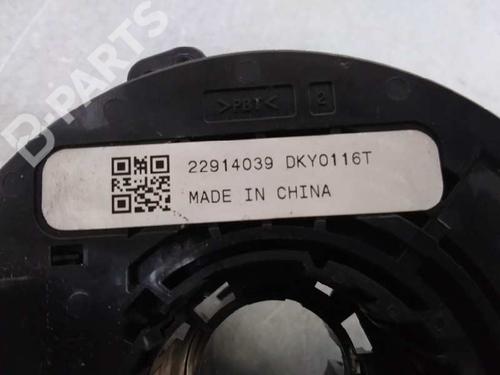 B-PARTS
>PBT<
2
22914039 DKY0116T
MADE IN CHINA